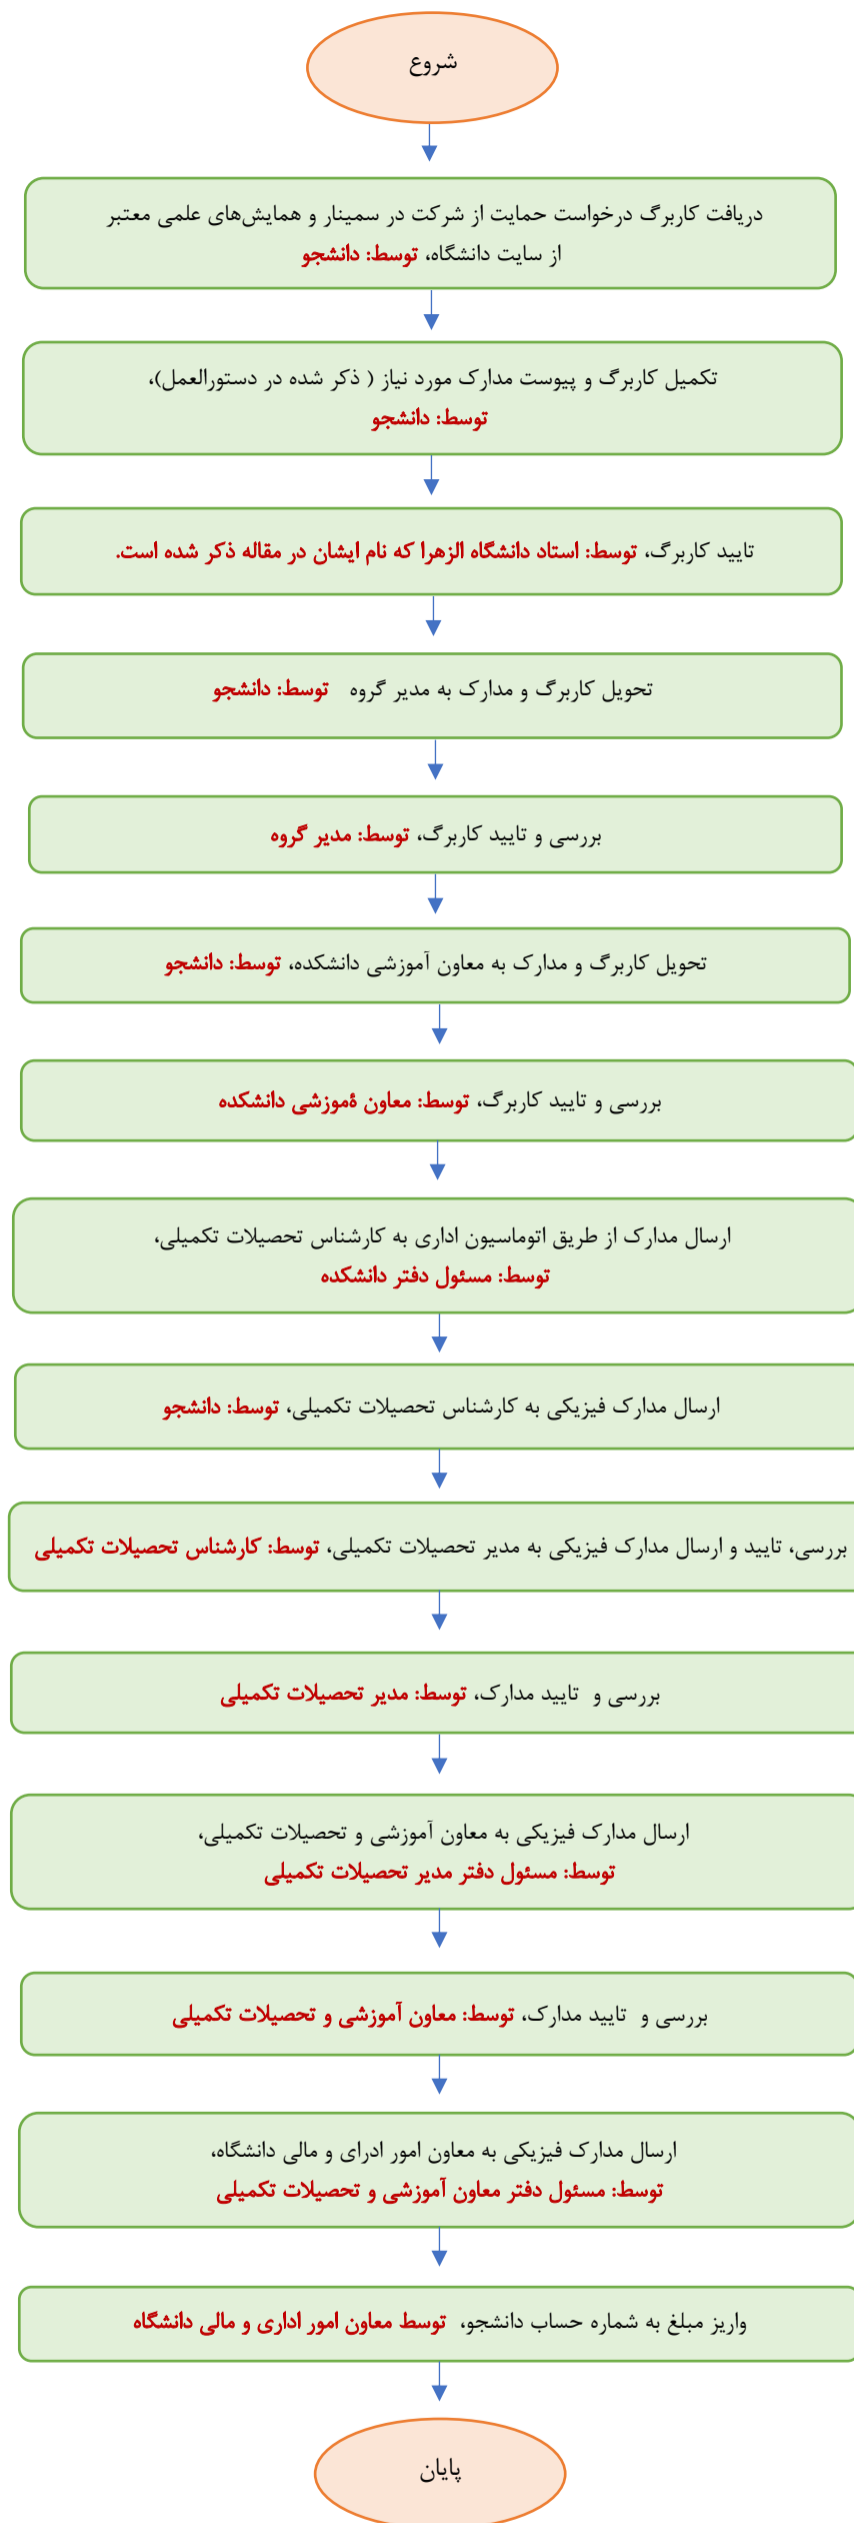 شروع
دریافت کاربرگ درخواست حمایت از شرکت در سمینار و همایش‌های علمی معتبر
از سایت دانشگاه، توسط: دانشجو
تکمیل کاربرگ و پیوست مدارک مورد نیاز ( ذکر شده در دستورالعمل)،
توسط: دانشجو
تایید کاربرگ، توسط: استاد دانشگاه الزهرا که نام ایشان در مقاله ذکر شده است.
تحویل کاربرگ و مدارک به مدیر گروه توسط: دانشجو
بررسی و تایید کاربرگ، توسط: مدیر گروه
تحویل کاربرگ و مدارک به معاون آموزشی دانشکده، توسط: دانشجو
بررسی و تایید کاربرگ، توسط: معاون ۀموزشی دانشکده
ارسال مدارک از طریق اتوماسیون اداری به کارشناس تحصیلات تکمیلی،
توسط: مسئول دفتر دانشکده
ارسال مدارک فیزیکی به کارشناس تحصیلات تکمیلی، توسط: دانشجو
بررسی، تایید و ارسال مدارک فیزیکی به مدیر تحصیلات تکمیلی، توسط: کارشناس تحصیلات تکمیلی
بررسی و تایید مدارک، توسط: مدیر تحصیلات تکمیلی
ارسال مدارک فیزیکی به معاون آموزشی و تحصیلات تکمیلی،
توسط: مسئول دفتر مدیر تحصیلات تکمیلی
بررسی و تایید مدارک، توسط: معاون آموزشی و تحصیلات تکمیلی
ارسال مدارک فیزیکی به معاون امور ادرای و مالی دانشگاه،
توسط: مسئول دفتر معاون آموزشی و تحصیلات تکمیلی
واریز مبلغ به شماره حساب دانشجو، توسط معاون امور اداری و مالی دانشگاه
پایان